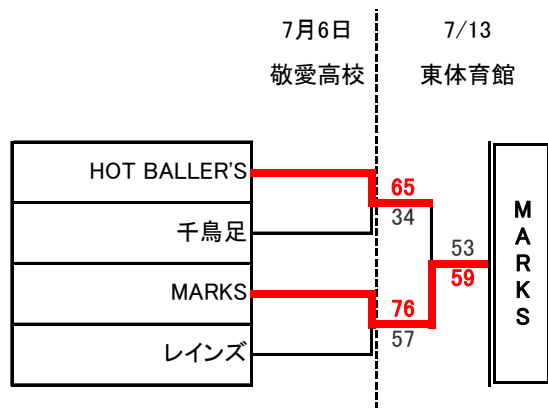 7月6日
7/13
敬愛高校
東体育館
HOT BALLER'S
65
34
千鳥足
MARKS
53
59
MARKS
76
57
レインズ